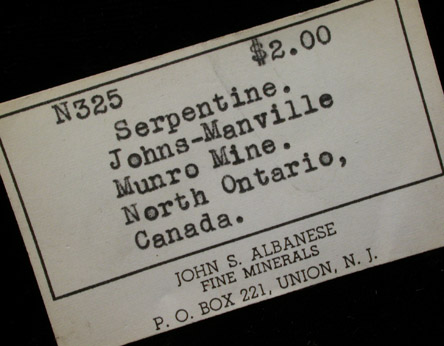 N325 $2.00
Serpentine.
Johns-Manville
Munro Mine.
North Ontario,
Canada.
JOHN S. ALBANESE
FINE MINERALS
P. O. BOX 221, UNION, N. J.